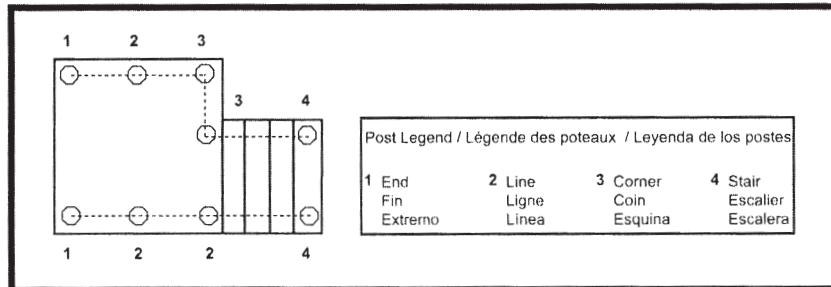 1 2 3
3 4
Post Legend / Légende des poteaux / Leyenda de los postes
1 End 2 Line 3 Corner 4 Stair
Fin Ligne Coin Escalier
Extremo Línea Esquina Escalera
1 2 2 4